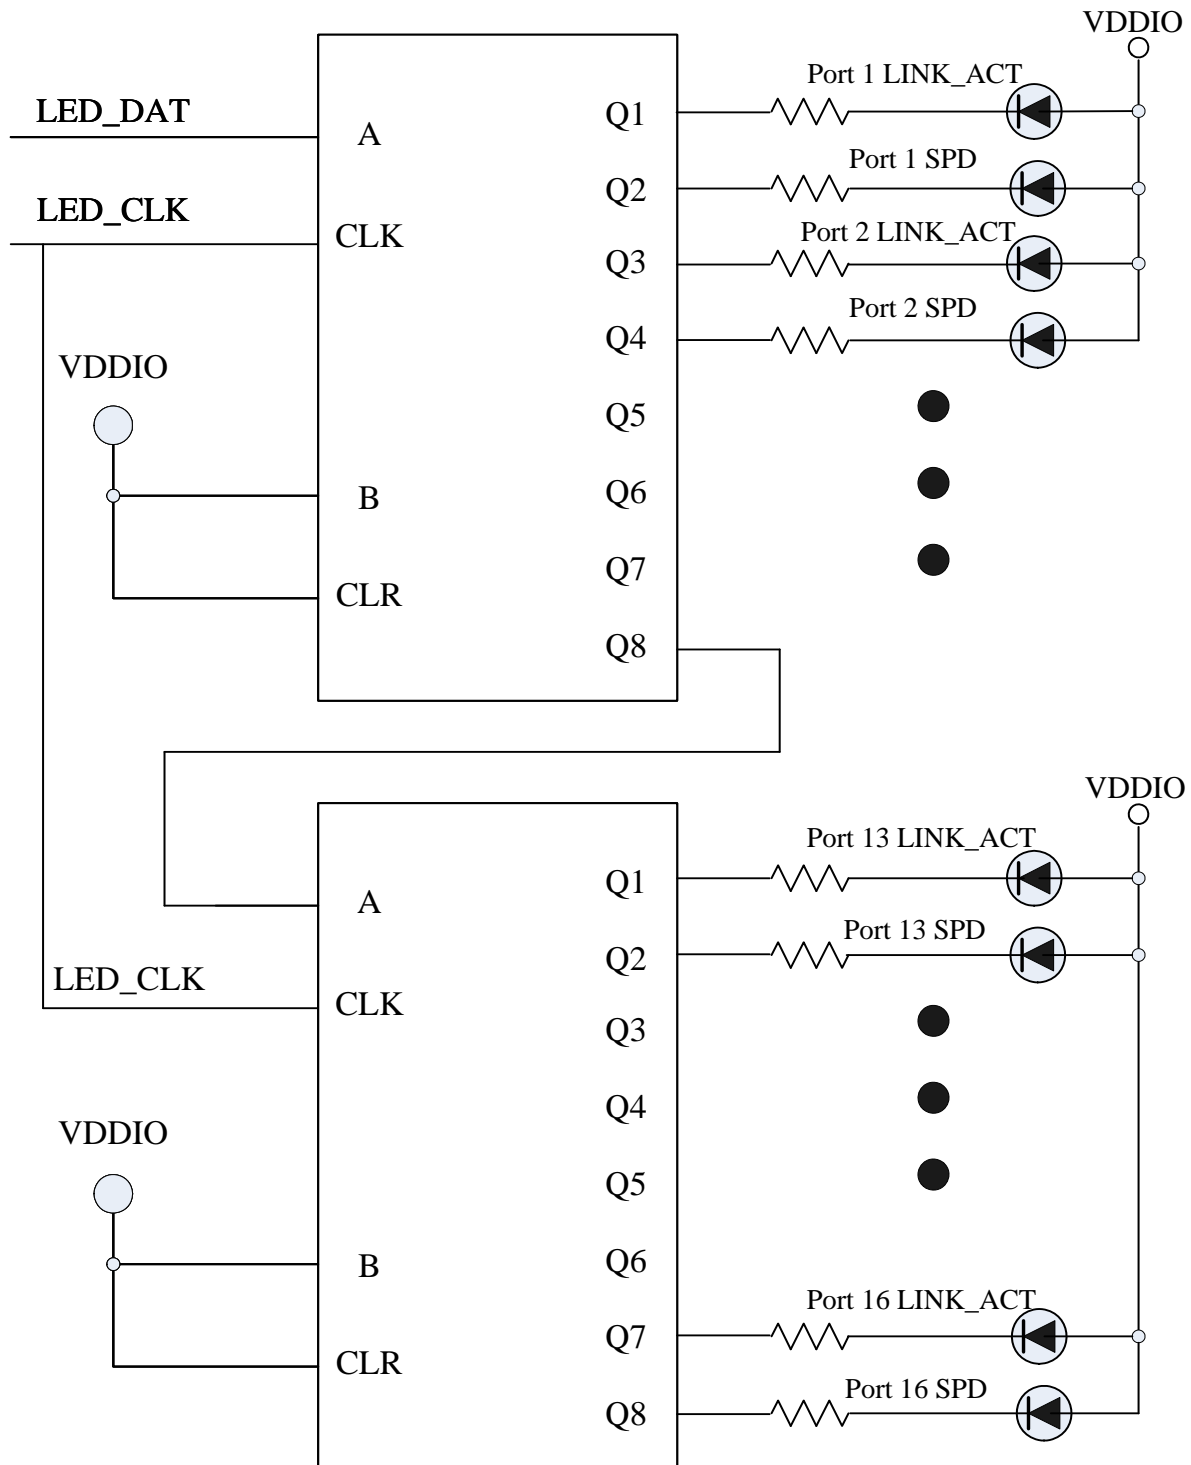 VDDIO
Port 1 LINK_ACT
LED_DAT
Q1
A
Port 1 SPD
Q2
LED_CLK
CLK
Port 2 LINK_ACT
Q3
Port 2 SPD
Q4
VDDIO
Q5
B
Q6
Q7
CLR
Q8
VDDIO
Port 13 LINK_ACT
Q1
A
Port 13 SPD
Q2
LED_CLK
CLK
Q3
Q4
VDDIO
Q5
B
Q6
Port 16 LINK_ACT
Q7
CLR
Port 16 SPD
Q8